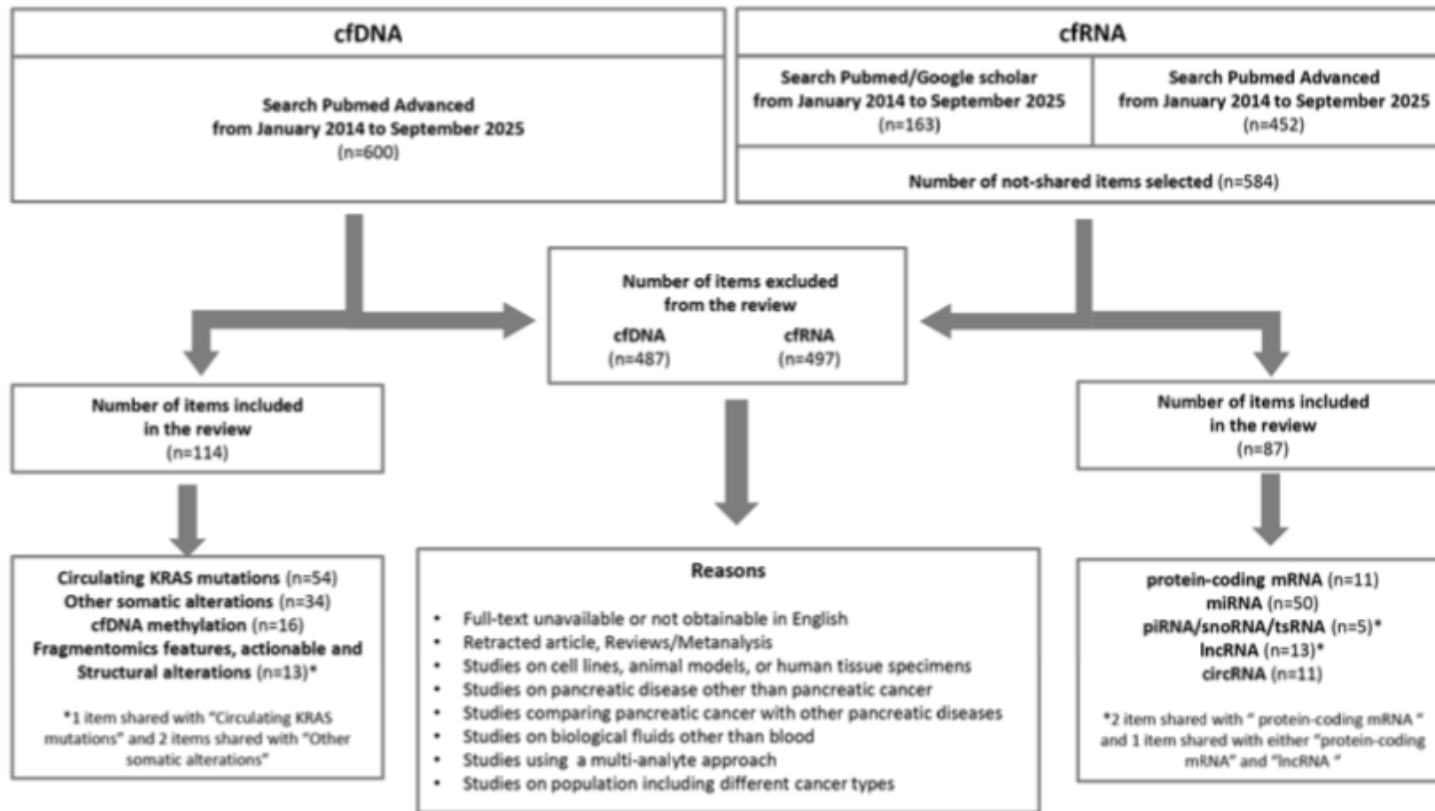 cfDNA
Search Pubmed Advanced
from January 2014 to September 2025
(n=600)
cfRNA
Search Pubmed/Google scholar
from January 2014 to September 2025
(n=163)
Search Pubmed Advanced
from January 2014 to September 2025
(n=452)
Number of not-shared items selected (n=584)
Number of items excluded
from the review
cfDNA
(n=487)
cfRNA
(n=497)
Number of items included
in the review
(n=114)
Number of items included
in the review
(n=87)
Circulating KRAS mutations (n=54)
Other somatic alterations (n=34)
cfDNA methylation (n=16)
Fragmentomics features, actionable and
Structural alterations (n=13)*
*1 item shared with "Circulating KRAS
mutations" and 2 items shared with "Other
somatic alterations"
Reasons
• Full-text unavailable or not obtainable in English
• Retracted article, Reviews/Metanalysis
• Studies on cell lines, animal models, or human tissue specimens
• Studies on pancreatic disease other than pancreatic cancer
• Studies comparing pancreatic cancer with other pancreatic diseases
• Studies on biological fluids other than blood
• Studies using a multi-analyte approach
• Studies on population including different cancer types
protein-coding mRNA (n=11)
miRNA (n=50)
piRNA/snoRNA/tsRNA (n=5)*
lncRNA (n=13)*
circRNA (n=11)
*2 item shared with " protein-coding mRNA "
and 1 item shared with either "protein-coding
mRNA" and "lncRNA "